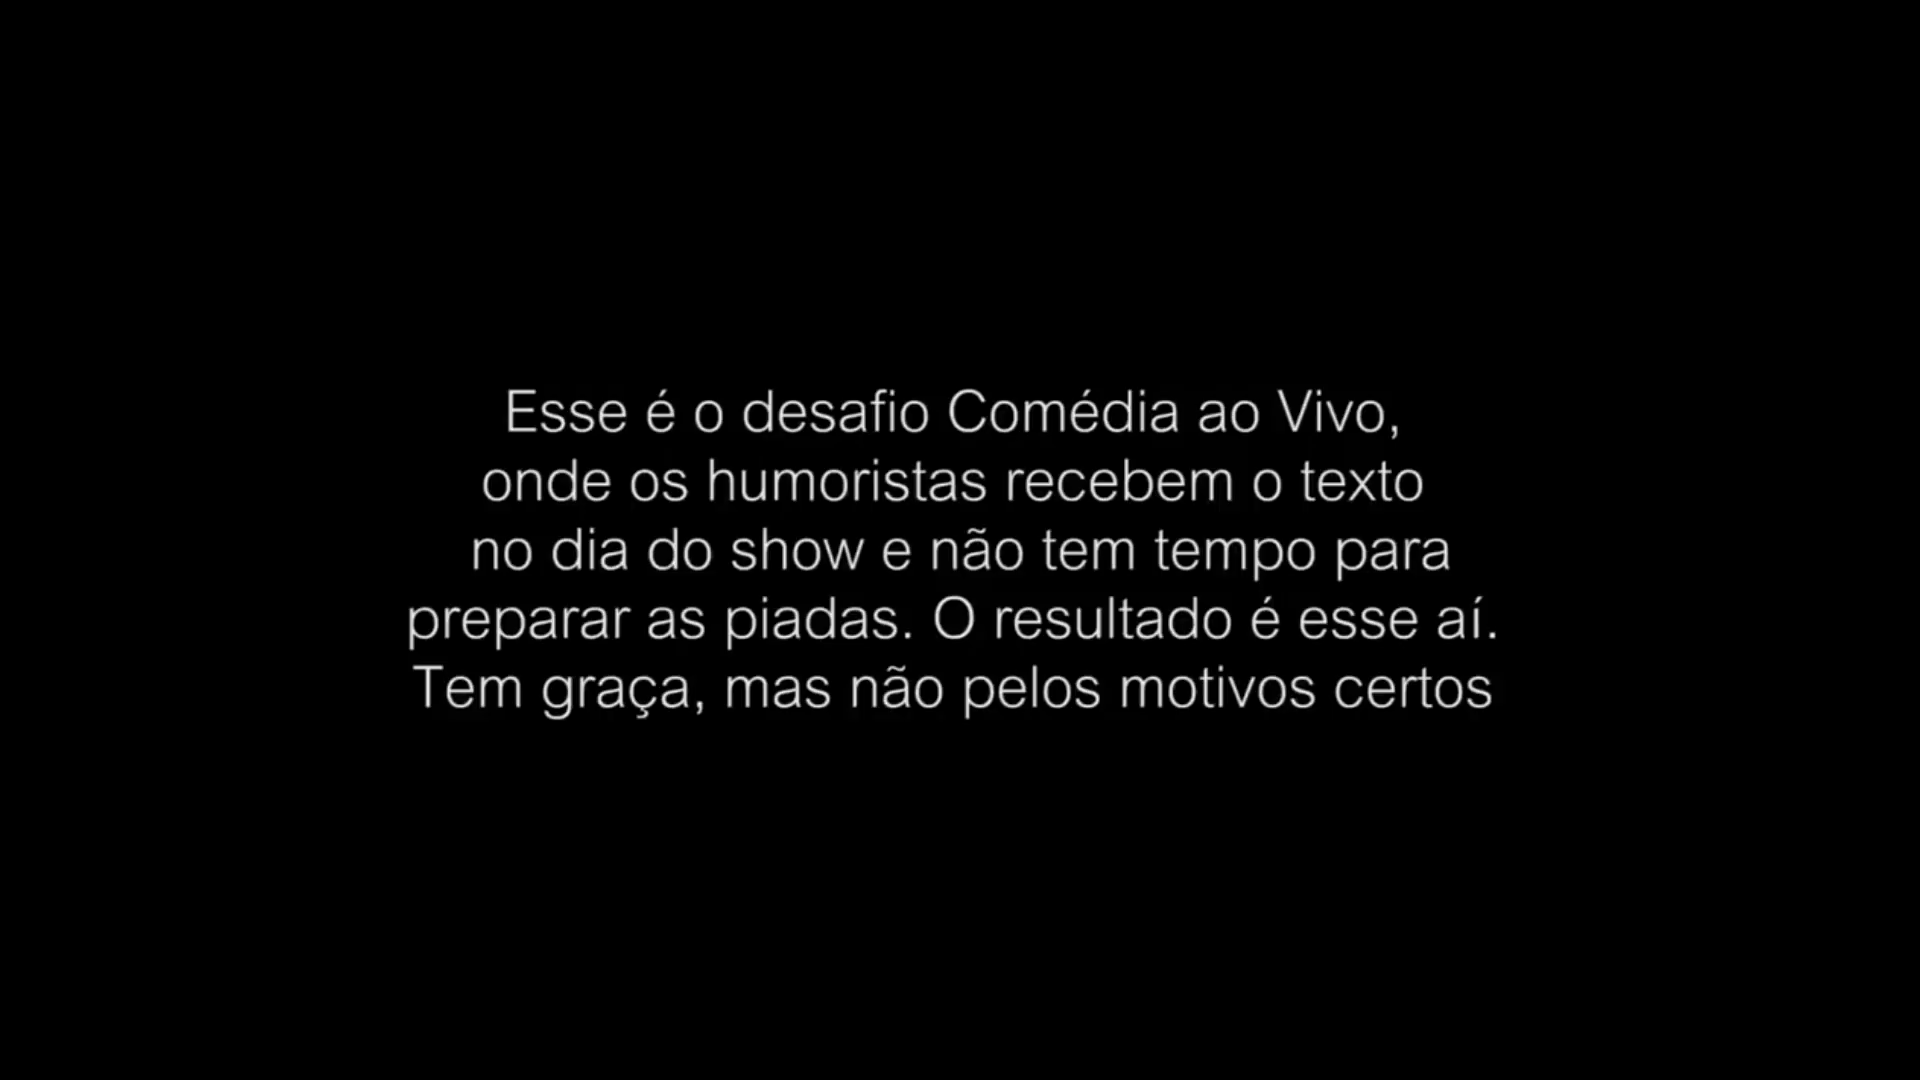 Esse é o desafio Comédia ao Vivo,
onde os humoristas recebem o texto
no dia do show e não tem tempo para
preparar as piadas. O resultado é esse aí.
Tem graça, mas não pelos motivos certos